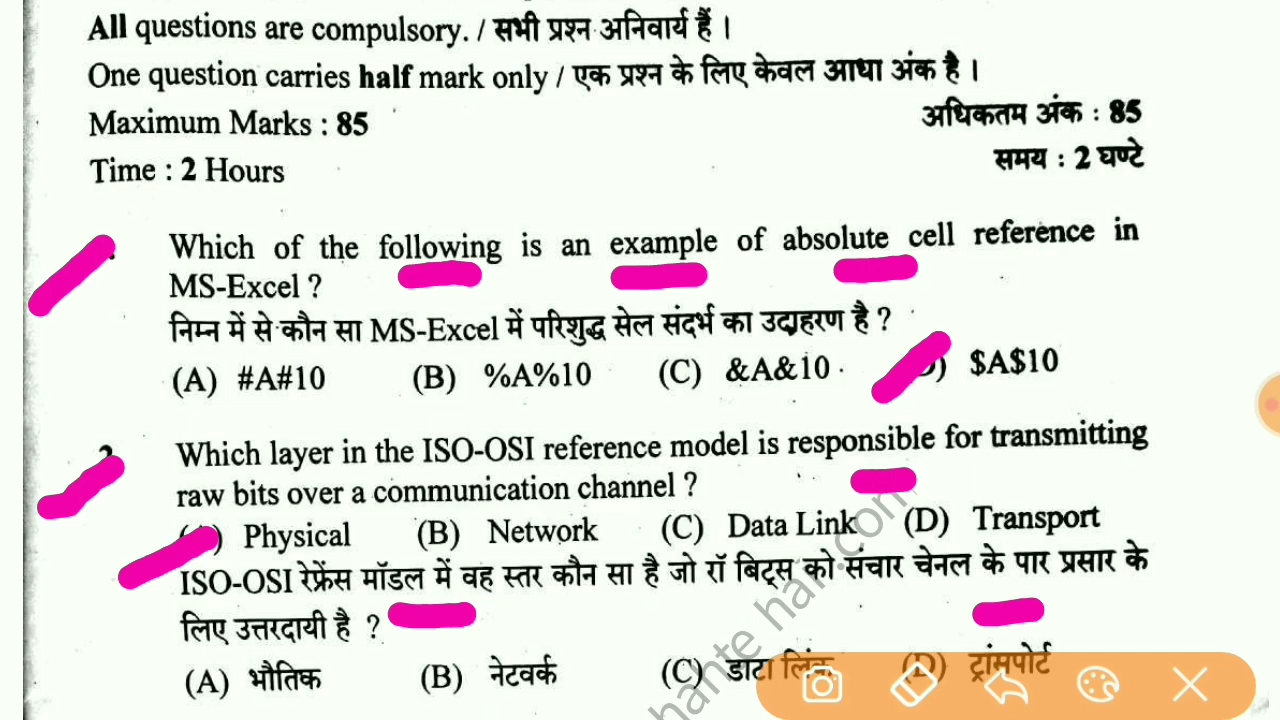 All questions are compulsory. / सभी प्रश्न अनिवार्य हैं ।
One question carries half mark only / एक प्रश्न के लिए केवल आधा अंक है ।
Maximum Marks : 85 अधिकतम अंक : 85
Time : 2 Hours समय : 2 घण्टे
Which of the following is an example of absolute cell reference in
MS-Excel ?
निम्न में से कौन सा MS-Excel में परिशुद्ध सेल संदर्भ का उदाहरण है ?
(A) #A#10 (B) %A%10 (C) &A&10 $A$10
Which layer in the ISO-OSI reference model is responsible for transmitting
raw bits over a communication channel ?
Physical (B) Network (C) Data Link (D) Transport
ISO-OSI रेफ्रेंस मॉडल में वह स्तर कौन सा है जो रॉ बिट्स को संचार चेनल के पार प्रसार के
लिए उत्तरदायी है ?
(A) भौतिक (B) नेटवर्क (C) डाटा लिंक (D) ट्रांसपोर्ट